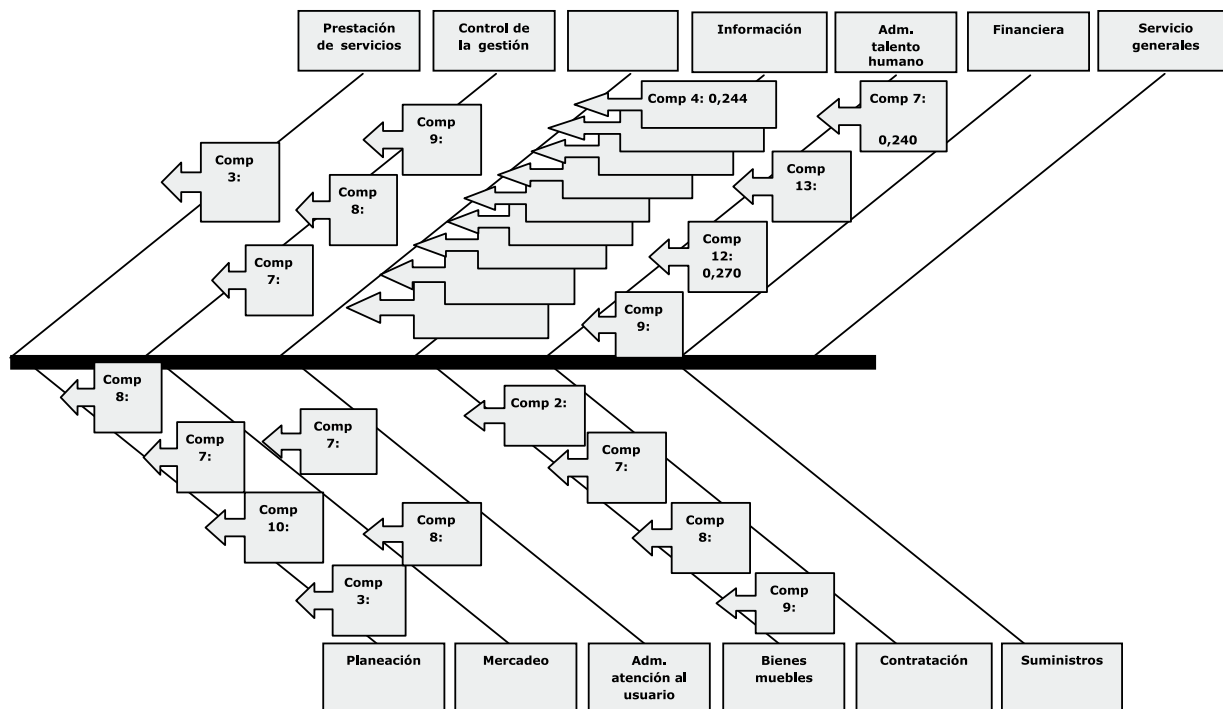 Prestación
de servicios
Control de
la gestión
Información
Adm.
talento
humano
Financiera
Servicio
generales
Comp 4: 0,244
Comp 7:
0,240
Comp
9:
Comp
3:
Comp
13:
Comp
8:
Comp
12:
0,270
Comp
7:
Comp
9:
Comp
8:
Comp 2:
Comp
7:
Comp
7:
Comp
7:
Comp
10:
Comp
8:
Comp
8:
Comp
3:
Comp
9:
Planeación
Mercadeo
Adm.
atención al
usuario
Bienes
muebles
Contratación
Suministros